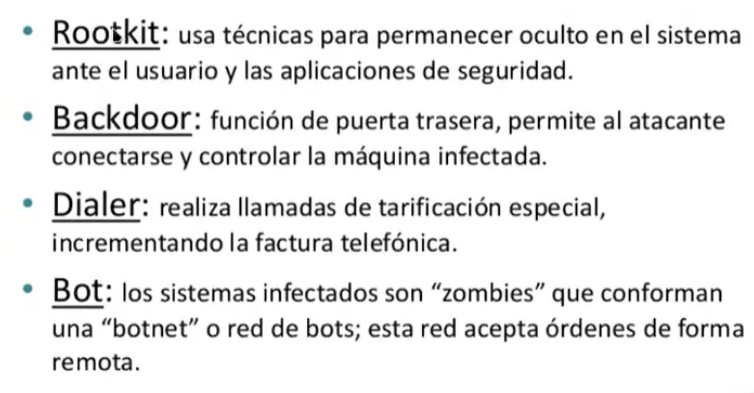 • Rootkit: usa técnicas para permanecer oculto en el sistema
ante el usuario y las aplicaciones de seguridad.
• Backdoor: función de puerta trasera, permite al atacante
conectarse y controlar la máquina infectada.
• Dialer: realiza llamadas de tarificación especial,
incrementando la factura telefónica.
• Bot: los sistemas infectados son “zombies” que conforman
una “botnet” o red de bots; esta red acepta órdenes de forma
remota.